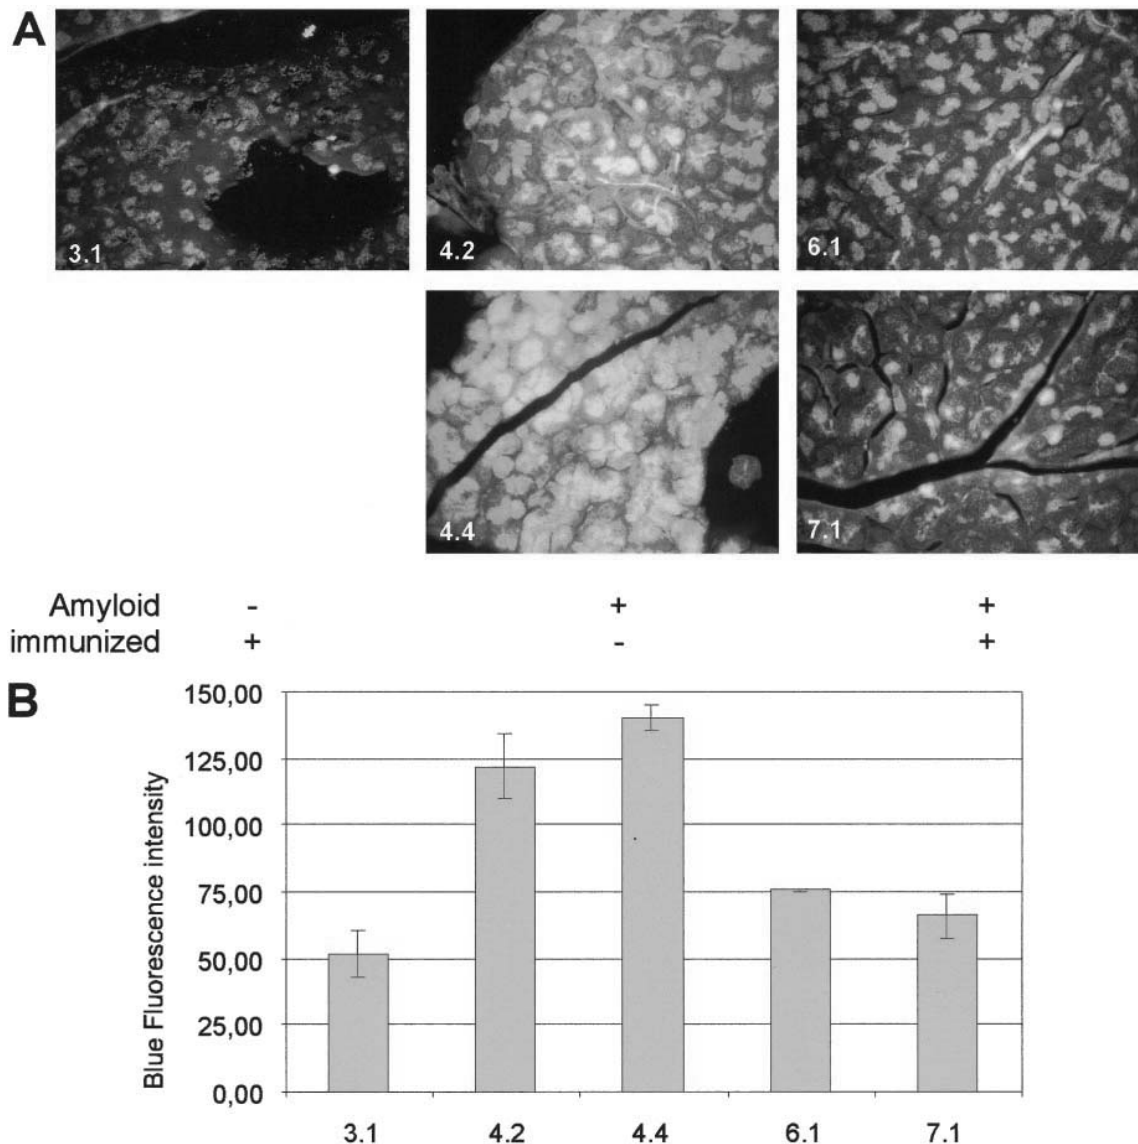 A
3.1
4.2
6.1
4.4
7.1
Amyloid - + +
immunized + - +
B
Blue Fluorescence intensity
150,00
125,00
100,00
75,00
50,00
25,00
0,00
3.1 4.2 4.4 6.1 7.1